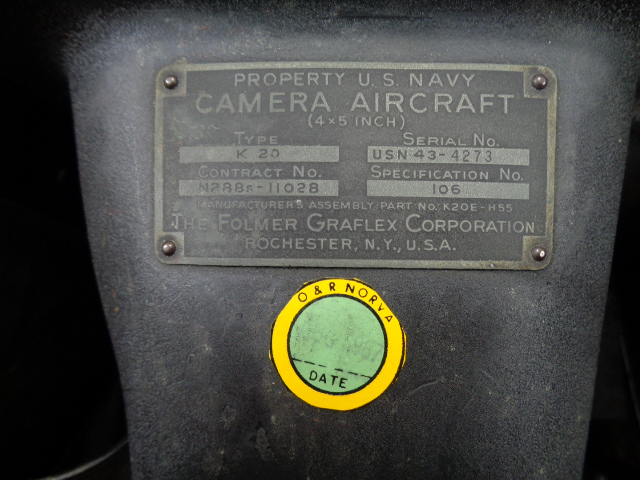 PROPERTY U.S. NAVY
CAMERA AIRCRAFT
(4×5 INCH)
TYPE SERIAL NO.
K 20 USN 43-4273
CONTRACT NO. SPECIFICATION NO.
N288s-11028 106
MANUFACTURER'S ASSEMBLY PART NO. K20E-H55
THE FOLMER GRAFLEX CORPORATION
ROCHESTER, N.Y., U.S.A.
O & R NORVA
DATE